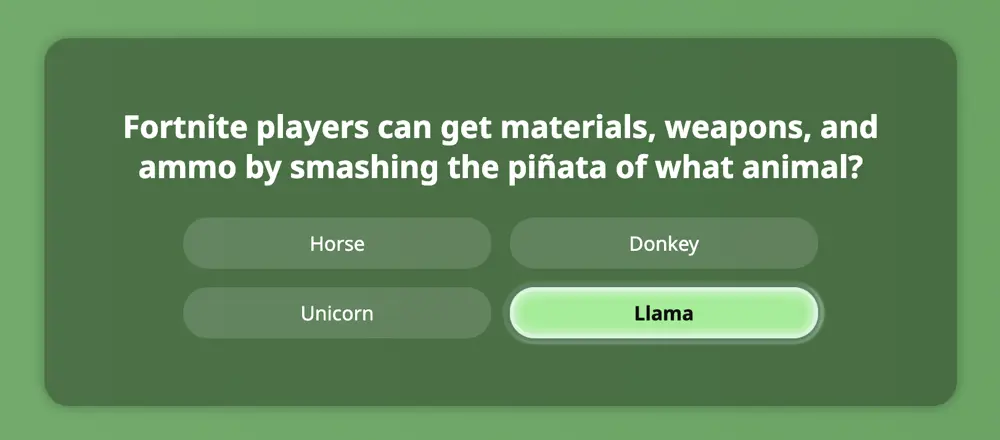 Fortnite players can get materials, weapons, and
ammo by smashing the piñata of what animal?
Horse
Donkey
Unicorn
Llama